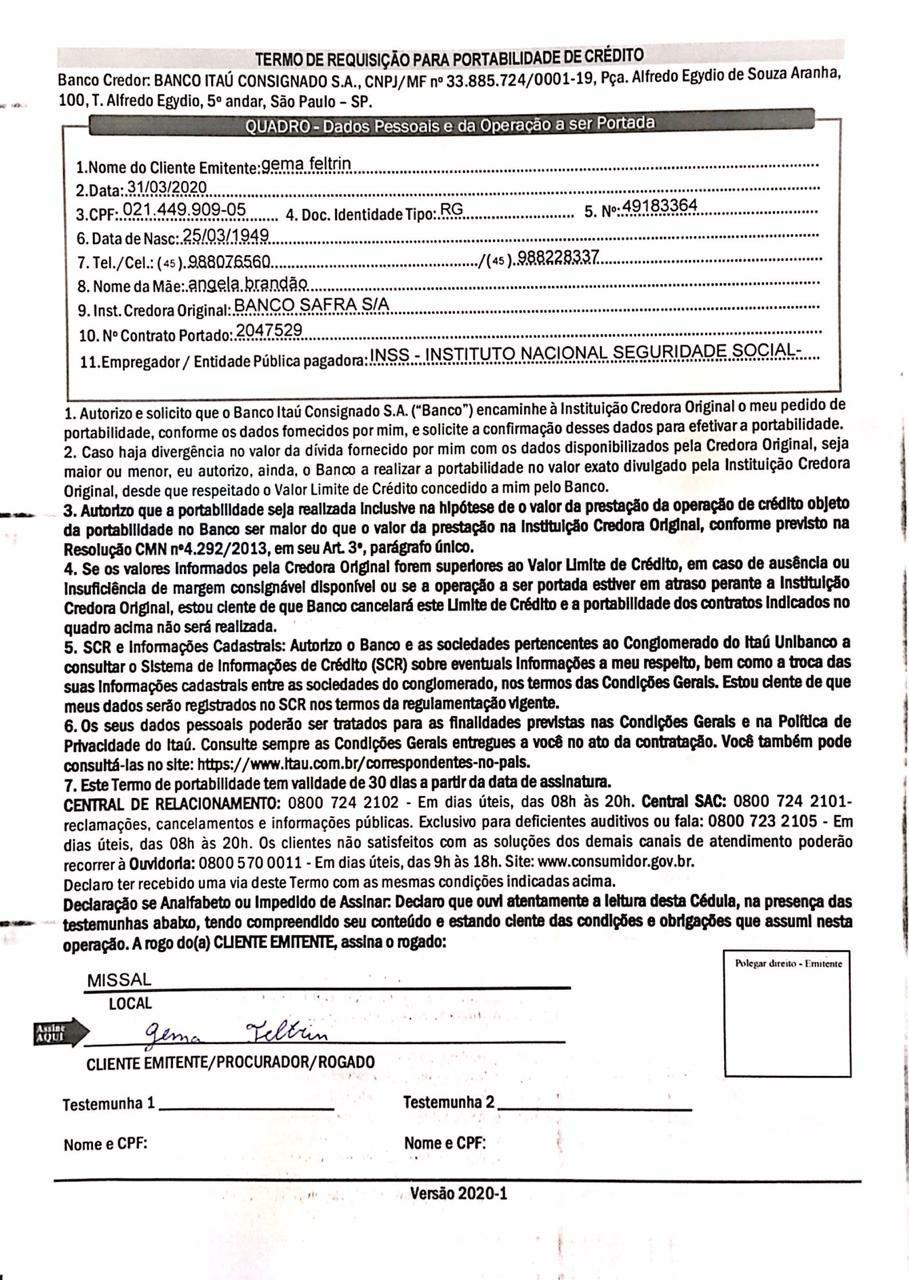 TERMO DE REQUISIÇÃO PARA PORTABILIDADE DE CRÉDITO
Banco Credor: BANCO ITAÚ CONSIGNADO S.A., CNPJ/MF nº 33.885.724/0001-19, Pça. Alfredo Egydio de Souza Aranha,
100, T. Alfredo Egydio, 5º andar, São Paulo – SP.
QUADRO - Dados Pessoais e da Operação a ser Portada
1.Nome do Cliente Emitente:gema feltrin
2.Data:31/03/2020
3.CPF:021.449.909-05 4. Doc. Identidade Tipo:RG 5. Nº:49183364
6. Data de Nasc:25/03/1949
7. Tel./Cel.:(45)988076560/(45)988228337
8. Nome da Mãe:angela brandão
9. Inst. Credora Original:BANCO SAFRA S/A
10. Nº Contrato Portado:2047529
11.Empregador / Entidade Pública pagadora:INSS - INSTITUTO NACIONAL SEGURIDADE SOCIAL-
1. Autorizo e solicito que o Banco Itaú Consignado S.A. (“Banco”) encaminhe à Instituição Credora Original o meu pedido de
portabilidade, conforme os dados fornecidos por mim, e solicite a confirmação desses dados para efetivar a portabilidade.
2. Caso haja divergência no valor da dívida fornecido por mim com os dados disponibilizados pela Credora Original, seja
maior ou menor, eu autorizo, ainda, o Banco a realizar a portabilidade no valor exato divulgado pela Instituição Credora
Original, desde que respeitado o Valor Limite de Crédito concedido a mim pelo Banco.
3. Autorizo que a portabilidade seja realizada inclusive na hipótese de o valor da prestação da operação de crédito objeto
da portabilidade no Banco ser maior do que o valor da prestação na Instituição Credora Original, conforme previsto na
Resolução CMN nº4.292/2013, em seu Art. 3º, parágrafo único.
4. Se os valores informados pela Credora Original forem superiores ao Valor Limite de Crédito, em caso de ausência ou
insuficiência de margem consignável disponível ou se a operação a ser portada estiver em atraso perante a Instituição
Credora Original, estou ciente de que Banco cancelará este Limite de Crédito e a portabilidade dos contratos indicados no
quadro acima não será realizada.
5. SCR e Informações Cadastrais: Autorizo o Banco e as sociedades pertencentes ao Conglomerado do Itaú Unibanco a
consultar o Sistema de Informações de Crédito (SCR) sobre eventuais informações a meu respeito, bem como a troca das
suas informações cadastrais entre as sociedades do conglomerado, nos termos das Condições Gerais. Estou ciente de que
meus dados serão registrados no SCR nos termos da regulamentação vigente.
6. Os seus dados pessoais poderão ser tratados para as finalidades previstas nas Condições Gerais e na Política de
Privacidade do Itaú. Consulte sempre as Condições Gerais entregues a você no ato da contratação. Você também pode
consultá-las no site: https://www.itau.com.br/correspondentes-no-pais.
7. Este Termo de portabilidade tem validade de 30 dias a partir da data de assinatura.
CENTRAL DE RELACIONAMENTO: 0800 724 2102 - Em dias úteis, das 08h às 20h. Central SAC: 0800 724 2101-
reclamações, cancelamentos e informações públicas. Exclusivo para deficientes auditivos ou fala: 0800 723 2105 - Em
dias úteis, das 08h às 20h. Os clientes não satisfeitos com as soluções dos demais canais de atendimento poderão
recorrer à Ouvidoria: 0800 570 0011 - Em dias úteis, das 9h às 18h. Site: www.consumidor.gov.br.
Declaro ter recebido uma via deste Termo com as mesmas condições indicadas acima.
Declaração se Analfabeto ou Impedido de Assinar: Declaro que ouvi atentamente a leitura desta Cédula, na presença das
testemunhas abaixo, tendo compreendido seu conteúdo e estando ciente das condições e obrigações que assumi nesta
operação. A rogo do(a) CLIENTE EMITENTE, assina o rogado:
Polegar direito - Emitente
MISSAL
LOCAL
Assine
AQUI
Gema Feltrin
CLIENTE EMITENTE/PROCURADOR/ROGADO
Testemunha 1 Testemunha 2
Nome e CPF: Nome e CPF:
Versão 2020-1